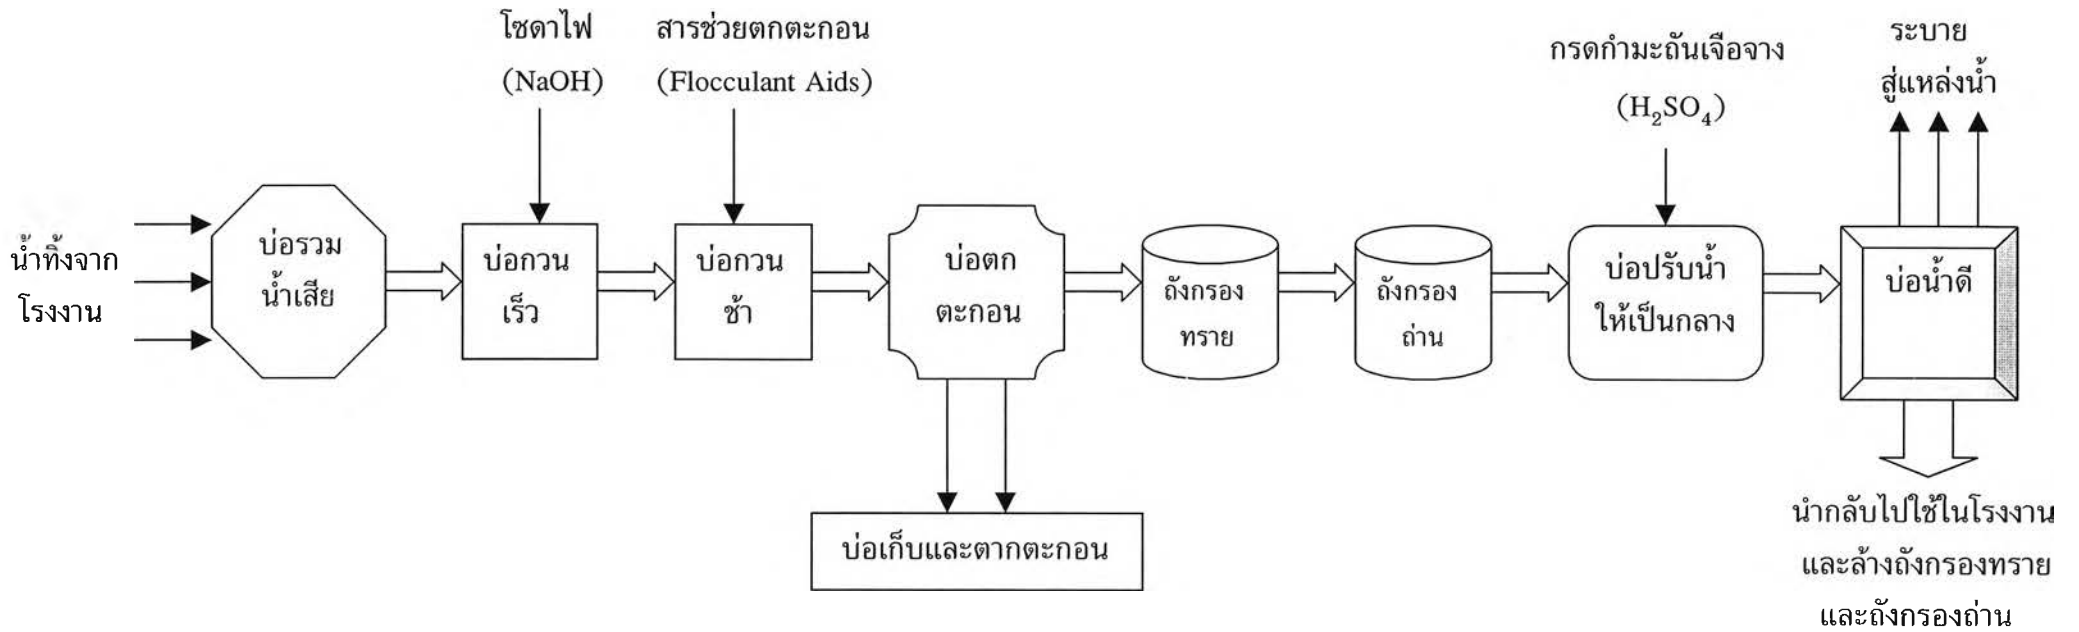 น้ำทิ้งจาก
โรงงาน
บ่อรวม
น้ำเสีย
โซดาไฟ
(NaOH)
บ่อกวน
เร็ว
สารช่วยตกตะกอน
(Flocculant Aids)
บ่อกวน
ช้า
บ่อตก
ตะกอน
บ่อเก็บและตากตะกอน
ถังกรอง
ทราย
ถังกรอง
ถ่าน
กรดกำมะถันเจือจาง
(H₂SO₄)
บ่อปรับน้ำ
ให้เป็นกลาง
ระบาย
สู่แหล่งน้ำ
บ่อน้ำดี
นำกลับไปใช้ในโรงงาน
และล้างถังกรองทราย
และถังกรองถ่าน